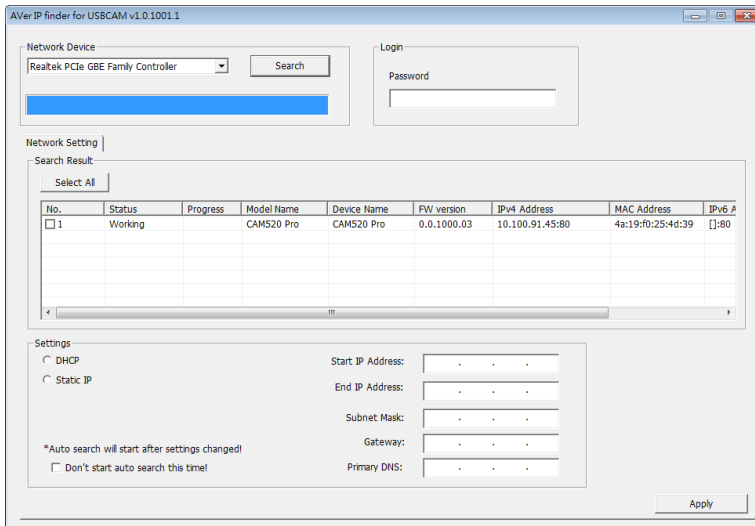 AVer IP finder for USBCAM v1.0.1001.1
Network Device
Realtek PCIe GBE Family Controller
Search
Login
Password
Network Setting
Search Result
Select All
No. Status Progress Model Name Device Name FW version IPv4 Address MAC Address IPv6 A
1 Working CAM520 Pro CAM520 Pro 0.0.1000.03 10.100.91.45:80 4a:19:f0:25:4d:39 []:80
Settings
DHCP
Static IP
Start IP Address: . . .
End IP Address: . . .
Subnet Mask: . . .
Gateway: . . .
Primary DNS: . . .
*Auto search will start after settings changed!
Don't start auto search this time!
Apply